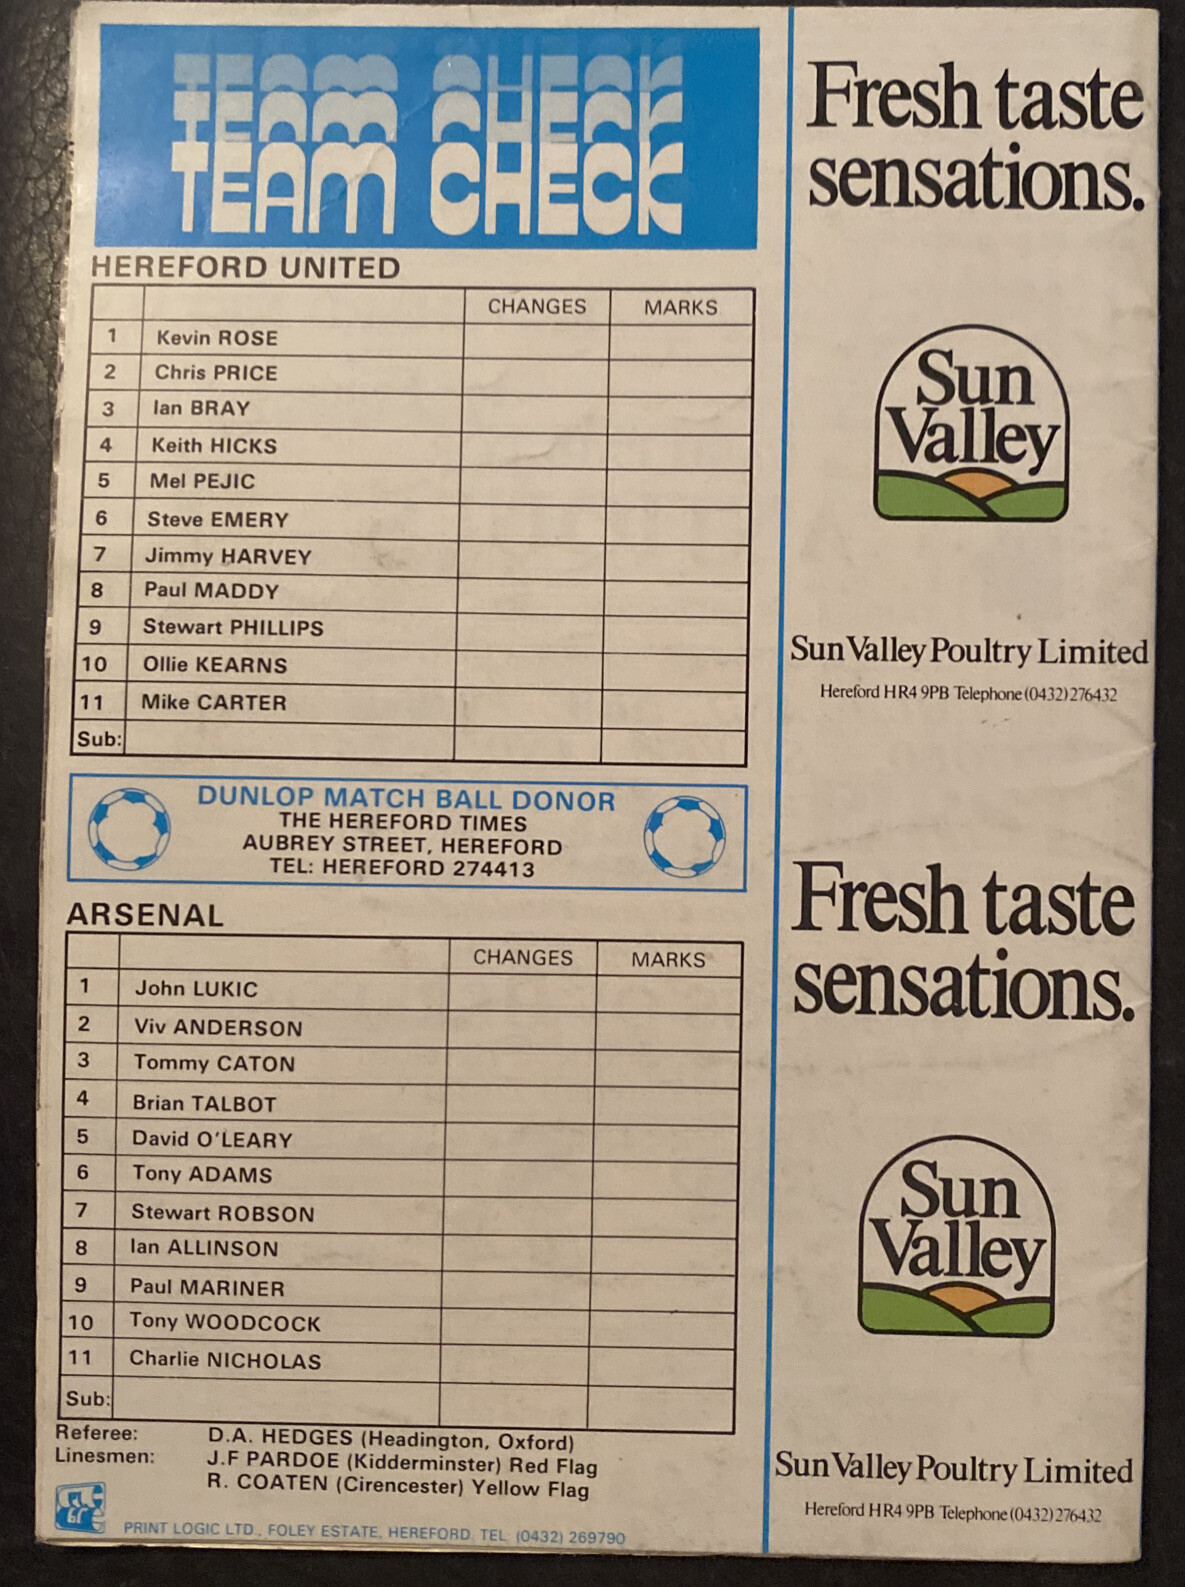 TEAM CHECK
TEAM CHECK
TEAM CHECK
HEREFORD UNITED
CHANGES MARKS
1 Kevin ROSE
2 Chris PRICE
3 Ian BRAY
4 Keith HICKS
5 Mel PEJIC
6 Steve EMERY
7 Jimmy HARVEY
8 Paul MADDY
9 Stewart PHILLIPS
10 Ollie KEARNS
11 Mike CARTER
Sub:
DUNLOP MATCH BALL DONOR
THE HEREFORD TIMES
AUBREY STREET, HEREFORD
TEL: HEREFORD 274413
ARSENAL
CHANGES MARKS
1 John LUKIC
2 Viv ANDERSON
3 Tommy CATON
4 Brian TALBOT
5 David O'LEARY
6 Tony ADAMS
7 Stewart ROBSON
8 Ian ALLINSON
9 Paul MARINER
10 Tony WOODCOCK
11 Charlie NICHOLAS
Sub:
Referee: D.A. HEDGES (Headington, Oxford)
Linesmen: J.F PARDOE (Kidderminster) Red Flag
R. COATEN (Cirencester) Yellow Flag
PRINT LOGIC LTD., FOLEY ESTATE, HEREFORD. TEL: (0432) 269790
Fresh taste
sensations.
Sun
Valley
Sun Valley Poultry Limited
Hereford HR4 9PB Telephone (0432) 276432
Fresh taste
sensations.
Sun
Valley
Sun Valley Poultry Limited
Hereford HR4 9PB Telephone (0432) 276432